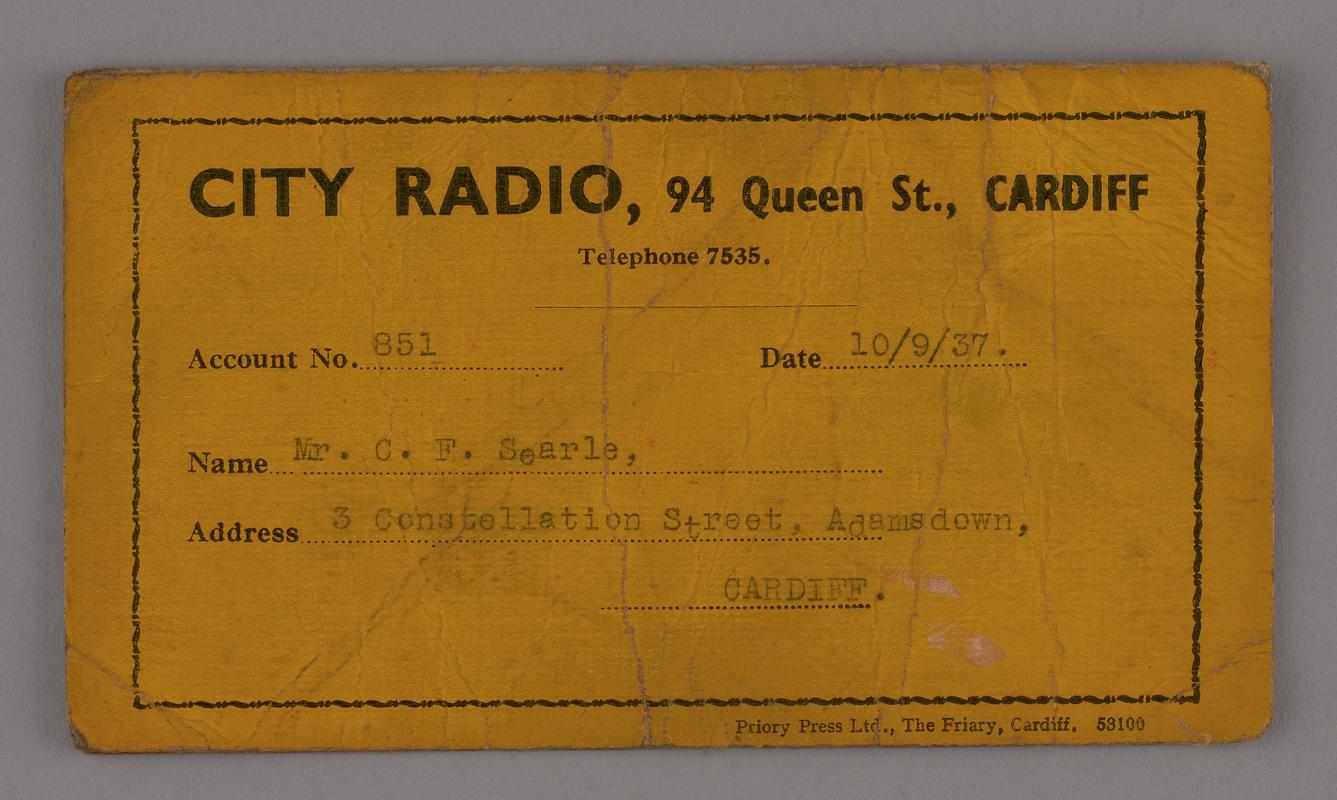 CITY RADIO, 94 Queen St., CARDIFF
Telephone 7535.
Account No. 851 Date 10/9/37.
Name Mr. C. F. Searle,
Address 3 Constellation Street, Adamsdown,
CARDIFF.
Priory Press Ltd., The Friary, Cardiff. 53100